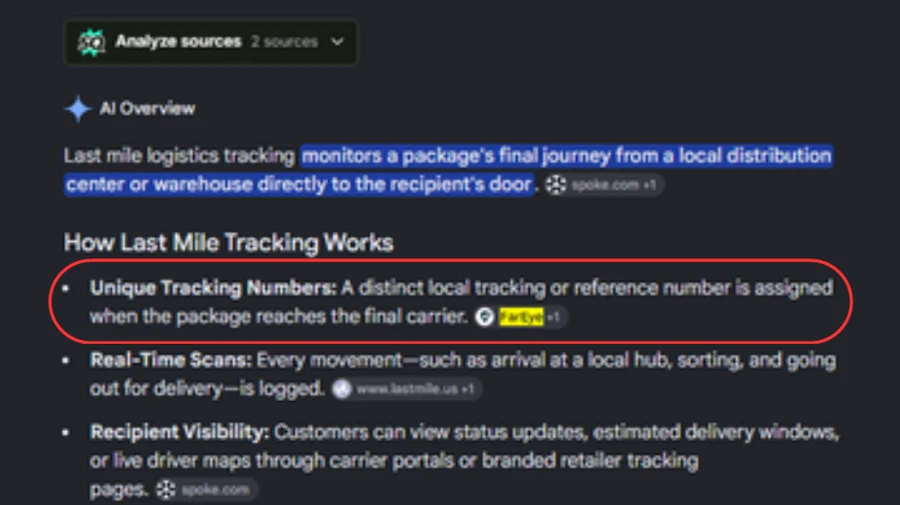 Analyze sources 2 sources
AI Overview
Last mile logistics tracking monitors a package's final journey from a local distribution
center or warehouse directly to the recipient's door. spoke.com +1
How Last Mile Tracking Works
• Unique Tracking Numbers: A distinct local tracking or reference number is assigned
when the package reaches the final carrier. FarEye +1
• Real-Time Scans: Every movement—such as arrival at a local hub, sorting, and going
out for delivery—is logged. www.lastmile.us +1
• Recipient Visibility: Customers can view status updates, estimated delivery windows,
or live driver maps through carrier portals or branded retailer tracking
pages. spoke.com